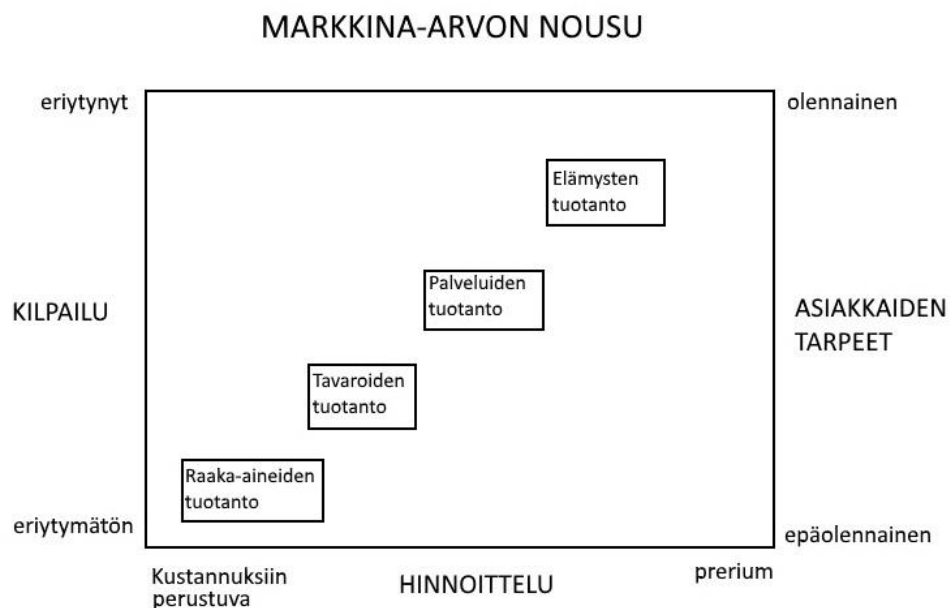 MARKKINA-ARVON NOUSU
eriytynyt
olennainen
Elämysten
tuotanto
Palveluiden
tuotanto
KILPAILU
ASIAKKAIDEN
TARPEET
Tavaroiden
tuotanto
Raaka-aineiden
tuotanto
eriytymätön
epäolennainen
Kustannuksiin
perustuva
HINNOITTELU
prerium